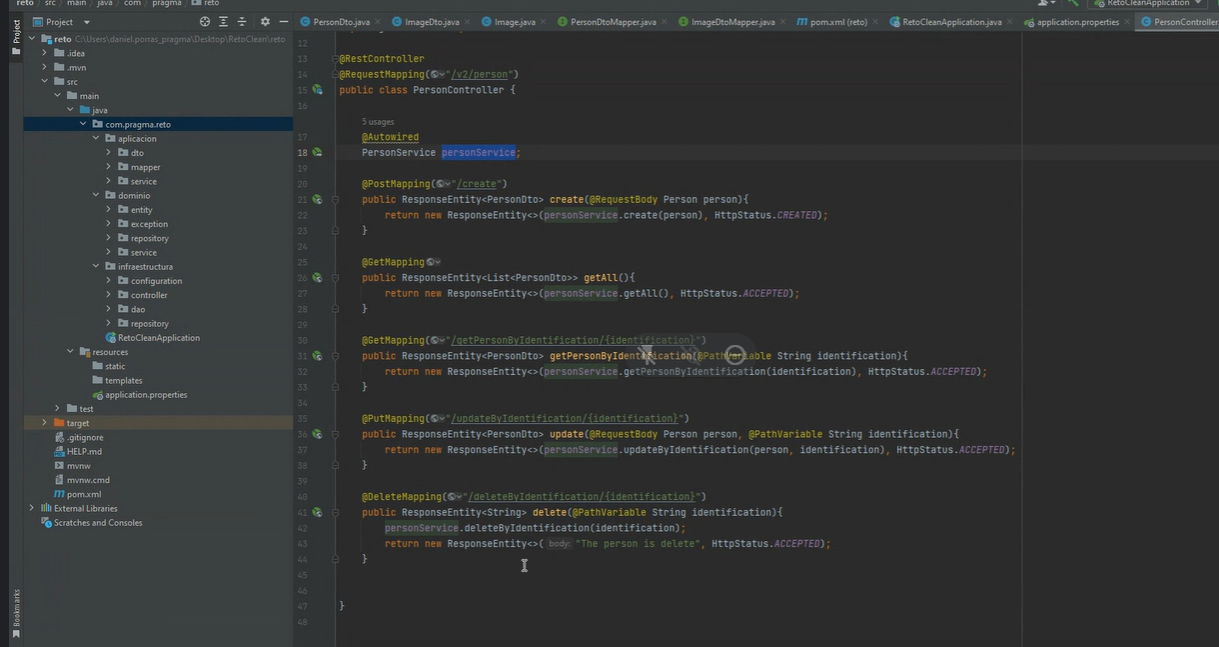 reto src main java com pragma reto
RetoCleanApplication
Project
PersonDto.java
ImageDto.java
Image.java
PersonDtoMapper.java
ImageDtoMapper.java
pom.xml (reto)
RetoCleanApplication.java
application.properties
PersonController
Project
reto C:\Users\daniel.porras_pragma\Desktop\RetoClean\reto
.idea
.mvn
src
main
java
com.pragma.reto
aplicacion
dto
mapper
service
dominio
entity
exception
repository
service
infraestructura
configuration
controller
dao
repository
RetoCleanApplication
resources
static
templates
application.properties
test
target
.gitignore
HELP.md
mvnw
mvnw.cmd
pom.xml
External Libraries
Scratches and Consoles
Bookmarks
12
13 @RestController
14 @RequestMapping("/v2/person")
15 public class PersonController {
16
5 usages
17 @Autowired
18 PersonService personService;
19
20 @PostMapping("/create")
21 public ResponseEntity<PersonDto> create(@RequestBody Person person){
22 return new ResponseEntity<>(personService.create(person), HttpStatus.CREATED);
23 }
24
25 @GetMapping
26 public ResponseEntity<List<PersonDto>> getAll(){
27 return new ResponseEntity<>(personService.getAll(), HttpStatus.ACCEPTED);
28 }
29
30 @GetMapping("/getPersonByIdentification/{identification}")
31 public ResponseEntity<PersonDto> getPersonByIdentification(@PathVariable String identification){
32 return new ResponseEntity<>(personService.getPersonByIdentification(identification), HttpStatus.ACCEPTED);
33 }
34
35 @PutMapping("/updateByIdentification/{identification}")
36 public ResponseEntity<PersonDto> update(@RequestBody Person person, @PathVariable String identification){
37 return new ResponseEntity<>(personService.updateByIdentification(person, identification), HttpStatus.ACCEPTED);
38 }
39
40 @DeleteMapping("/deleteByIdentification/{identification}")
41 public ResponseEntity<String> delete(@PathVariable String identification){
42 personService.deleteByIdentification(identification);
43 return new ResponseEntity<>( body: "The person is delete", HttpStatus.ACCEPTED);
44 }
45
46
47 }
48